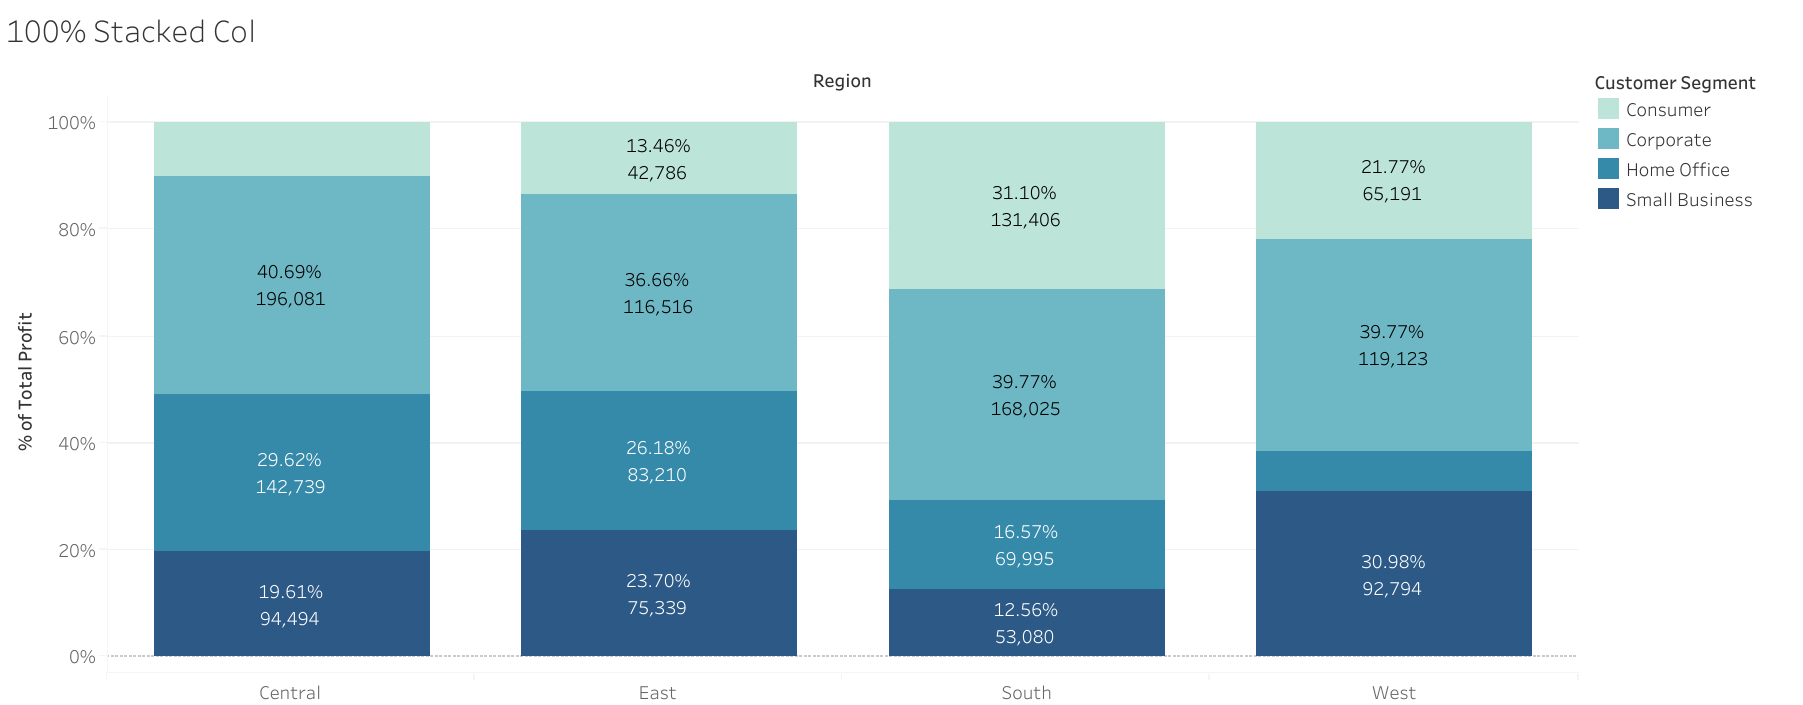 100% Stacked Col
Region
Customer Segment
Consumer
Corporate
Home Office
Small Business
% of Total Profit
100%
80%
60%
40%
20%
0%
40.69%
196,081
29.62%
142,739
19.61%
94,494
13.46%
42,786
36.66%
116,516
26.18%
83,210
23.70%
75,339
31.10%
131,406
39.77%
168,025
16.57%
69,995
12.56%
53,080
21.77%
65,191
39.77%
119,123
30.98%
92,794
Central
East
South
West